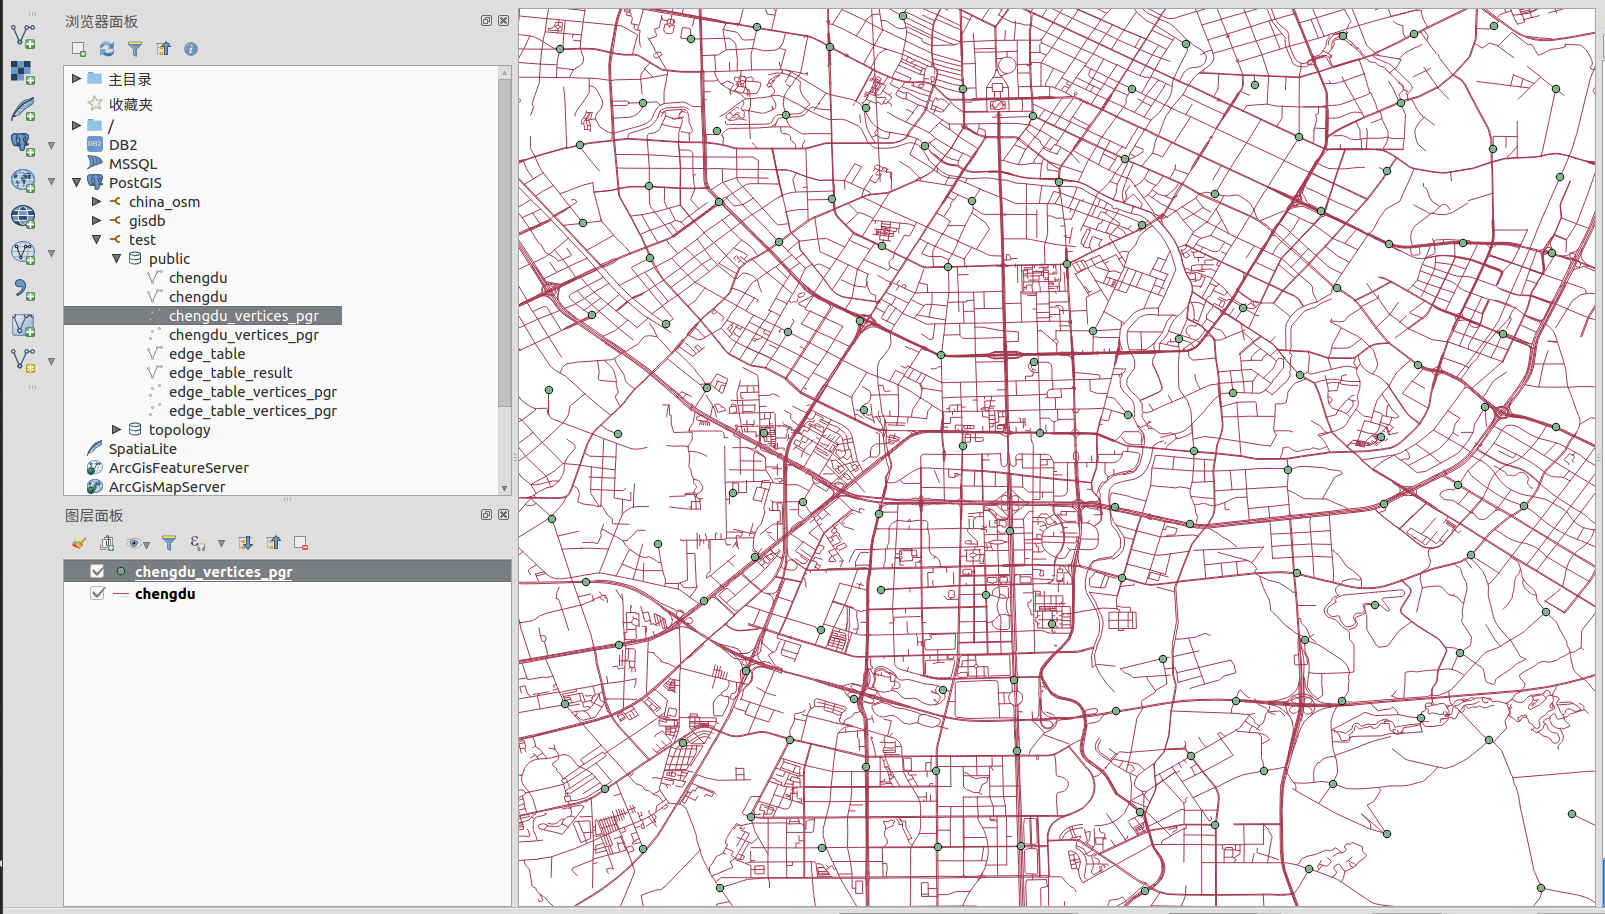 浏览器面板
主目录
收藏夹
/
DB2
MSSQL
PostGIS
china_osm
gisdb
test
public
chengdu
chengdu
chengdu_vertices_pgr
chengdu_vertices_pgr
edge_table
edge_table_result
edge_table_vertices_pgr
edge_table_vertices_pgr
topology
SpatiaLite
ArcGisFeatureServer
ArcGisMapServer
图层面板
chengdu_vertices_pgr
chengdu